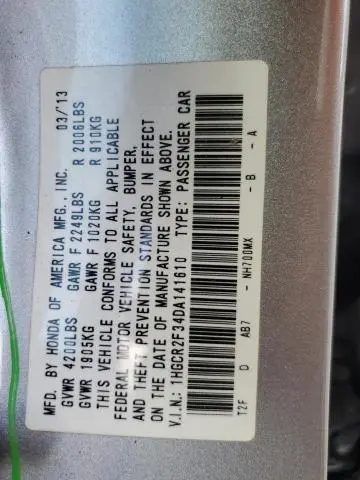 MFD. BY HONDA OF AMERICA MFG., INC. 03/13
GVWR 4200LBS GAWR F 2249LBS R 2006LBS
GVWR 1905KG GAWR F 1020KG R 910KG
THIS VEHICLE CONFORMS TO ALL APPLICABLE
FEDERAL MOTOR VEHICLE SAFETY, BUMPER,
AND THEFT PREVENTION STANDARDS IN EFFECT
ON THE DATE OF MANUFACTURE SHOWN ABOVE.
V.I.N.: 1HGCR2F34DA141610 TYPE: PASSENGER CAR
T2F D AB7 - NH700MX - B - A